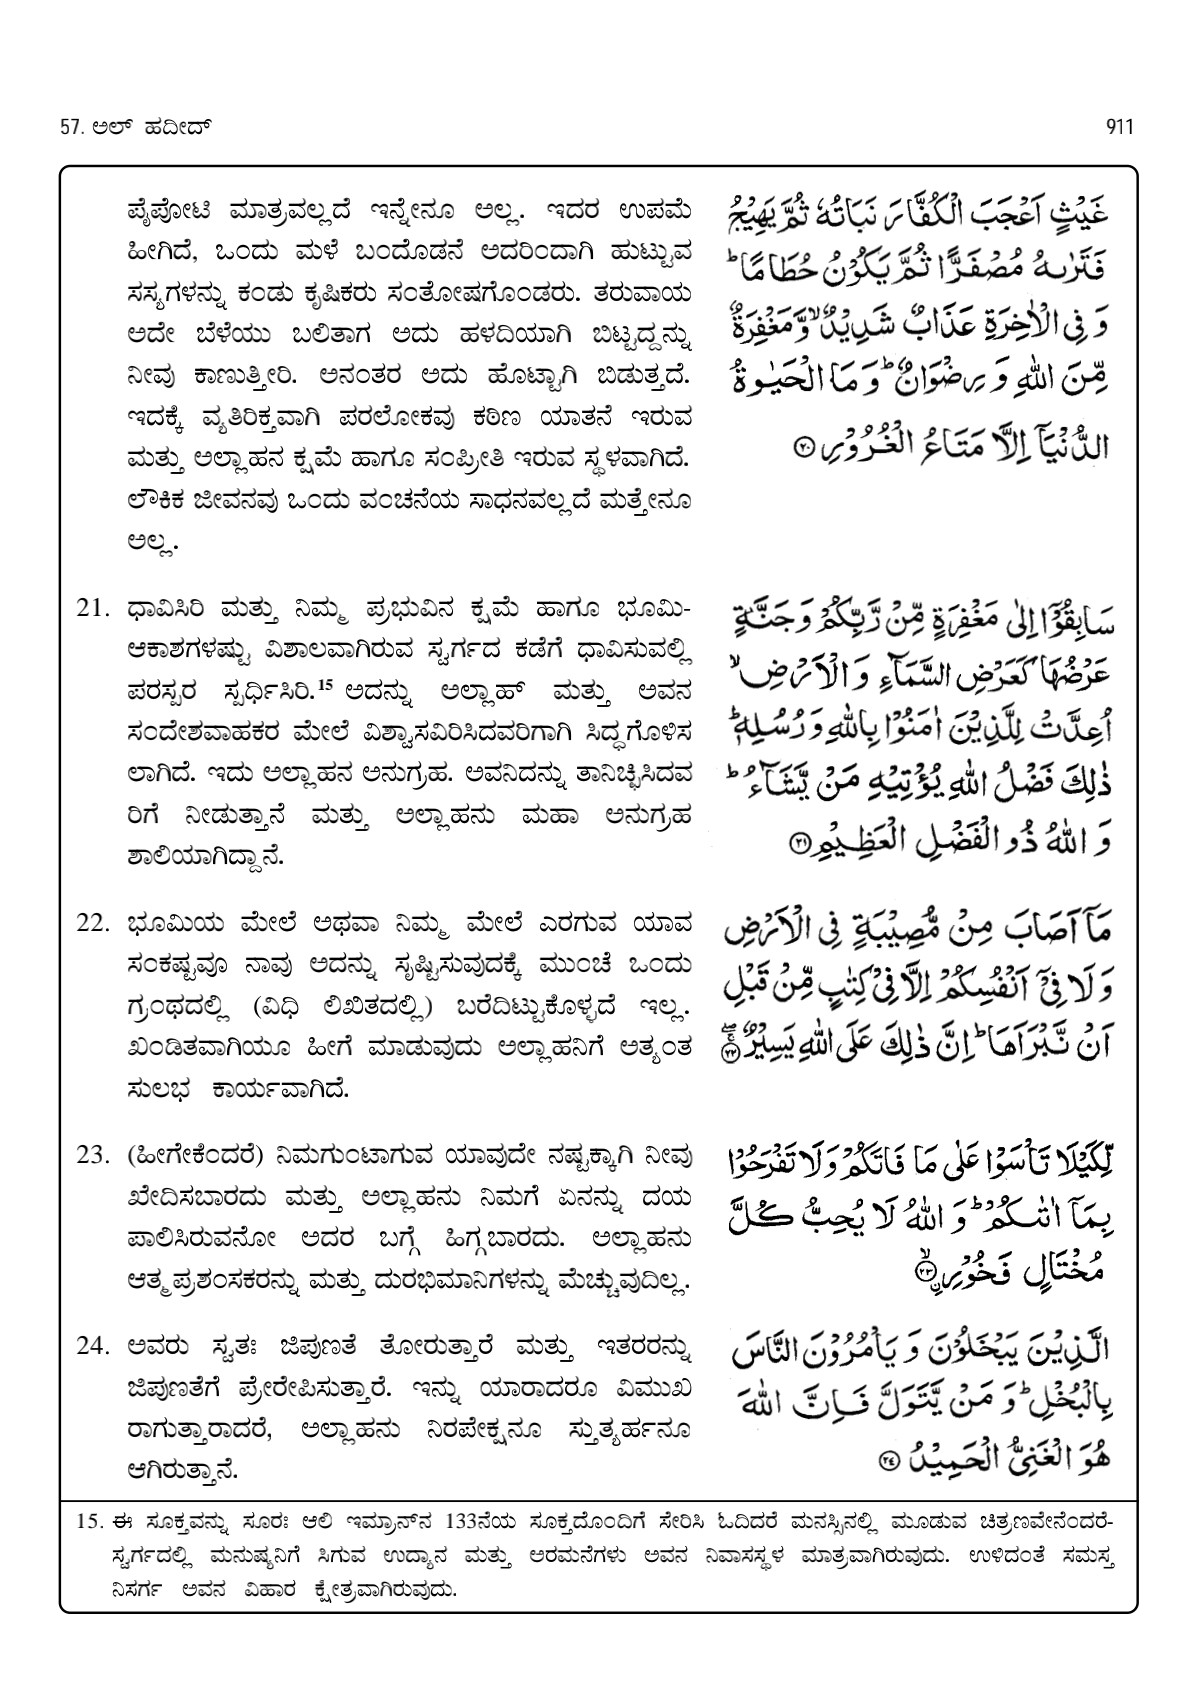 57. ಅಲ್ ಹದೀದ್
911
ಪೈಪೋಟಿ ಮಾತ್ರವಲ್ಲದೆ ಇನ್ನೇನೂ ಅಲ್ಲ. ಇದರ ಉಪಮೆ
ಹೀಗಿದೆ, ಒಂದು ಮಳೆ ಬಂದೊಡನೆ ಅದರಿಂದಾಗಿ ಹುಟ್ಟುವ
ಸಸ್ಯಗಳನ್ನು ಕಂಡು ಕೃಷಿಕರು ಸಂತೋಷಗೊಂಡರು. ತರುವಾಯ
ಅದೇ ಬೆಳೆಯು ಬಲಿತಾಗ ಅದು ಹಳದಿಯಾಗಿ ಬಿಟ್ಟದ್ದನ್ನು
ನೀವು ಕಾಣುತ್ತೀರಿ. ಅನಂತರ ಅದು ಹೊಟ್ಟಾಗಿ ಬಿಡುತ್ತದೆ.
ಇದಕ್ಕೆ ವ್ಯತಿರಿಕ್ತವಾಗಿ ಪರಲೋಕವು ಕಠಿಣ ಯಾತನೆ ಇರುವ
ಮತ್ತು ಅಲ್ಲಾಹನ ಕ್ಷಮೆ ಹಾಗೂ ಸಂಪ್ರೀತಿ ಇರುವ ಸ್ಥಳವಾಗಿದೆ.
ಲೌಕಿಕ ಜೀವನವು ಒಂದು ವಂಚನೆಯ ಸಾಧನವಲ್ಲದೆ ಮತ್ತೇನೂ
ಅಲ್ಲ.
غَيْثٍ اَعْجَبَ الْكُفَّارَ نَبَاتُهٗ ثُمَّ يَهِيْجُ
فَتَرٰىهُ مُصْفَرًّا ثُمَّ يَكُوْنُ حُطَامًا ؕ
وَ فِى الْاٰخِرَةِ عَذَابٌ شَدِيْدٌ ۙ وَّ مَغْفِرَةٌ
مِّنَ اللّٰهِ وَ رِضْوَانٌ ؕ وَ مَا الْحَيٰوةُ
الدُّنْيَاۤ اِلَّا مَتَاعُ الْغُرُوْرِ ۝۲۰
21. ಧಾವಿಸಿರಿ ಮತ್ತು ನಿಮ್ಮ ಪ್ರಭುವಿನ ಕ್ಷಮೆ ಹಾಗೂ ಭೂಮಿ-
ಆಕಾಶಗಳಷ್ಟು ವಿಶಾಲವಾಗಿರುವ ಸ್ವರ್ಗದ ಕಡೆಗೆ ಧಾವಿಸುವಲ್ಲಿ
ಪರಸ್ಪರ ಸ್ಪರ್ಧಿಸಿರಿ.15 ಅದನ್ನು ಅಲ್ಲಾಹ್ ಮತ್ತು ಅವನ
ಸಂದೇಶವಾಹಕರ ಮೇಲೆ ವಿಶ್ವಾಸವಿರಿಸಿದವರಿಗಾಗಿ ಸಿದ್ಧಗೊಳಿಸ
ಲಾಗಿದೆ. ಇದು ಅಲ್ಲಾಹನ ಅನುಗ್ರಹ. ಅವನಿದನ್ನು ತಾನಿಚ್ಛಿಸಿದವ
ರಿಗೆ ನೀಡುತ್ತಾನೆ ಮತ್ತು ಅಲ್ಲಾಹನು ಮಹಾ ಅನುಗ್ರಹ
ಶಾಲಿಯಾಗಿದ್ದಾನೆ.
سَابِقُوْۤا اِلٰى مَغْفِرَةٍ مِّنْ رَّبِّكُمْ وَ جَنَّةٍ
عَرْضُهَا كَعَرْضِ السَّمَآءِ وَ الْاَرْضِ ۙ
اُعِدَّتْ لِلَّذِيْنَ اٰمَنُوْا بِاللّٰهِ وَ رُسُلِهٖ ؕ
ذٰلِكَ فَضْلُ اللّٰهِ يُؤْتِيْهِ مَنْ يَّشَآءُ ؕ
وَ اللّٰهُ ذُو الْفَضْلِ الْعَظِيْمِ ۝۲۱
22. ಭೂಮಿಯ ಮೇಲೆ ಅಥವಾ ನಿಮ್ಮ ಮೇಲೆ ಎರಗುವ ಯಾವ
ಸಂಕಷ್ಟವೂ ನಾವು ಅದನ್ನು ಸೃಷ್ಟಿಸುವುದಕ್ಕೆ ಮುಂಚೆ ಒಂದು
ಗ್ರಂಥದಲ್ಲಿ (ವಿಧಿ ಲಿಖಿತದಲ್ಲಿ) ಬರೆದಿಟ್ಟುಕೊಳ್ಳದೆ ಇಲ್ಲ.
ಖಂಡಿತವಾಗಿಯೂ ಹೀಗೆ ಮಾಡುವುದು ಅಲ್ಲಾಹನಿಗೆ ಅತ್ಯಂತ
ಸುಲಭ ಕಾರ್ಯವಾಗಿದೆ.
مَاۤ اَصَابَ مِنْ مُّصِيْبَةٍ فِى الْاَرْضِ
وَ لَا فِىْۤ اَنْفُسِكُمْ اِلَّا فِىْ كِتٰبٍ مِّنْ قَبْلِ
اَنْ نَّبْرَاَهَا ؕ اِنَّ ذٰلِكَ عَلَى اللّٰهِ يَسِيْرٌ ۝۲۲
23. (ಹೀಗೇಕೆಂದರೆ) ನಿಮಗುಂಟಾಗುವ ಯಾವುದೇ ನಷ್ಟಕ್ಕಾಗಿ ನೀವು
ಖೇದಿಸಬಾರದು ಮತ್ತು ಅಲ್ಲಾಹನು ನಿಮಗೆ ಏನನ್ನು ದಯ
ಪಾಲಿಸಿರುವನೋ ಅದರ ಬಗ್ಗೆ ಹಿಗ್ಗಬಾರದು. ಅಲ್ಲಾಹನು
ಆತ್ಮಪ್ರಶಂಸಕರನ್ನು ಮತ್ತು ದುರಭಿಮಾನಿಗಳನ್ನು ಮೆಚ್ಚುವುದಿಲ್ಲ.
لِّكَيْلَا تَاْسَوْا عَلٰى مَا فَاتَكُمْ وَ لَا تَفْرَحُوْا
بِمَاۤ اٰتٰىكُمْ ؕ وَ اللّٰهُ لَا يُحِبُّ كُلَّ
مُخْتَالٍ فَخُوْرِ ۙ۝۲۳
24. ಅವರು ಸ್ವತಃ ಜಿಪುಣತೆ ತೋರುತ್ತಾರೆ ಮತ್ತು ಇತರರನ್ನು
ಜಿಪುಣತೆಗೆ ಪ್ರೇರೇಪಿಸುತ್ತಾರೆ. ಇನ್ನು ಯಾರಾದರೂ ವಿಮುಖ
ರಾಗುತ್ತಾರಾದರೆ, ಅಲ್ಲಾಹನು ನಿರಪೇಕ್ಷನೂ ಸ್ತುತ್ಯರ್ಹನೂ
ಆಗಿರುತ್ತಾನೆ.
الَّذِيْنَ يَبْخَلُوْنَ وَ يَاْمُرُوْنَ النَّاسَ
بِالْبُخْلِ ؕ وَ مَنْ يَّتَوَلَّ فَاِنَّ اللّٰهَ
هُوَ الْغَنِىُّ الْحَمِيْدُ ۝۲۴
15. ಈ ಸೂಕ್ತವನ್ನು ಸೂರಃ ಆಲಿ ಇಮ್ರಾನ್‌ನ 133ನೆಯ ಸೂಕ್ತದೊಂದಿಗೆ ಸೇರಿಸಿ ಓದಿದರೆ ಮನಸ್ಸಿನಲ್ಲಿ ಮೂಡುವ ಚಿತ್ರಣವೇನೆಂದರೆ-
ಸ್ವರ್ಗದಲ್ಲಿ ಮನುಷ್ಯನಿಗೆ ಸಿಗುವ ಉದ್ಯಾನ ಮತ್ತು ಅರಮನೆಗಳು ಅವನ ನಿವಾಸಸ್ಥಳ ಮಾತ್ರವಾಗಿರುವುದು. ಉಳಿದಂತೆ ಸಮಸ್ತ
ನಿಸರ್ಗ ಅವನ ವಿಹಾರ ಕ್ಷೇತ್ರವಾಗಿರುವುದು.